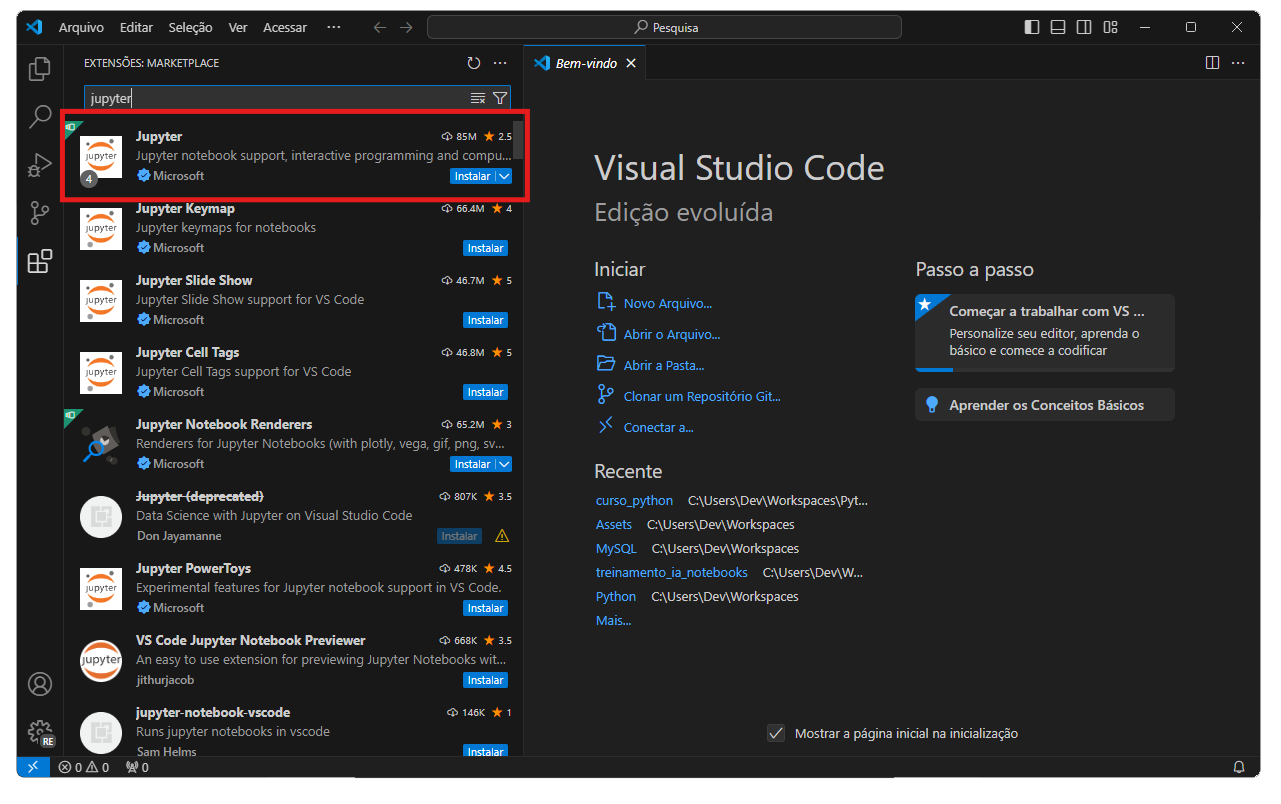 Arquivo Editar Seleção Ver Acessar ··· Pesquisa
EXTENSÕES: MARKETPLACE
jupyter
Jupyter 85M 2.5
Jupyter notebook support, interactive programming and compu...
Microsoft Instalar
jupyter
4
Jupyter Keymap 66.4M 4
Jupyter keymaps for notebooks
Microsoft Instalar
jupyter
Jupyter Slide Show 46.7M 5
Jupyter Slide Show support for VS Code
Microsoft Instalar
jupyter
Jupyter Cell Tags 46.8M 5
Jupyter Cell Tags support for VS Code
Microsoft Instalar
jupyter
Jupyter Notebook Renderers 65.2M 3
Renderers for Jupyter Notebooks (with plotly, vega, gif, png, sv...
Microsoft Instalar
Jupyter (deprecated) 807K 3.5
Data Science with Jupyter on Visual Studio Code
Don Jayamanne Instalar
Jupyter PowerToys 478K 4.5
Experimental features for Jupyter notebook support in VS Code.
Microsoft Instalar
jupyter
VS Code Jupyter Notebook Previewer 668K 3.5
An easy to use extension for previewing Jupyter Notebooks wit...
jithurjacob Instalar
jupyter
jupyter-notebook-vscode 146K 1
Runs jupyter notebooks in vscode
Sam Helms Instalar
RE
Bem-vindo
Visual Studio Code
Edição evoluída
Iniciar
Novo Arquivo...
Abrir o Arquivo...
Abrir a Pasta...
Clonar um Repositório Git...
Conectar a...
Recente
curso_python C:\Users\Dev\Workspaces\Pyt...
Assets C:\Users\Dev\Workspaces
MySQL C:\Users\Dev\Workspaces
treinamento_ia_notebooks C:\Users\Dev\W...
Python C:\Users\Dev\Workspaces
Mais...
Passo a passo
Começar a trabalhar com VS ...
Personalize seu editor, aprenda o
básico e comece a codificar
Aprender os Conceitos Básicos
Mostrar a página inicial na inicialização
0 0 0